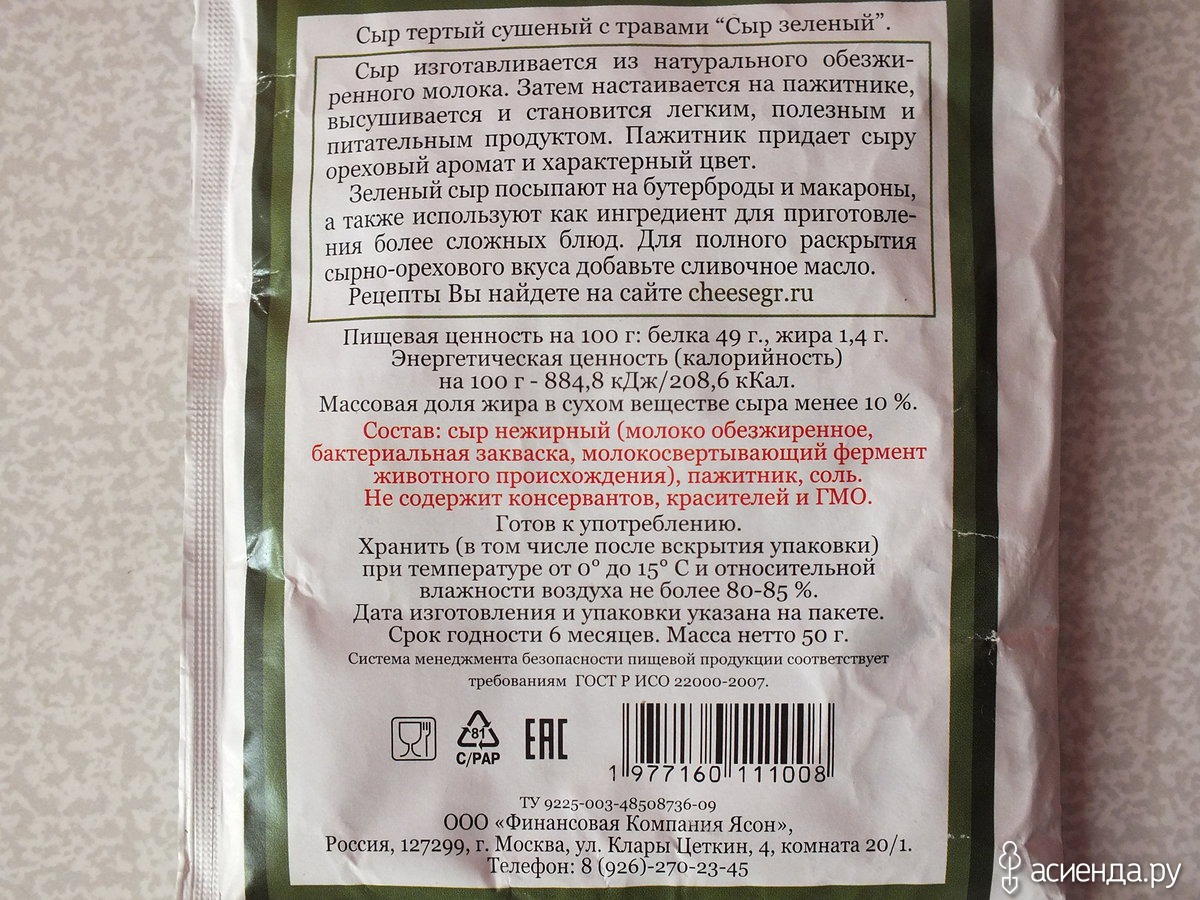 Сыр тертый сушеный с травами “Сыр зеленый”.
Сыр изготавливается из натурального обезжи-
ренного молока. Затем настаивается на пажитнике,
высушивается и становится легким, полезным и
питательным продуктом. Пажитник придает сыру
ореховый аромат и характерный цвет.
Зеленый сыр посыпают на бутерброды и макароны,
а также используют как ингредиент для приготовле-
ния более сложных блюд. Для полного раскрытия
сырно-орехового вкуса добавьте сливочное масло.
Рецепты Вы найдете на сайте cheesegr.ru
Пищевая ценность на 100 г: белка 49 г., жира 1,4 г.
Энергетическая ценность (калорийность)
на 100 г - 884,8 кДж/208,6 кКал.
Массовая доля жира в сухом веществе сыра менее 10 %.
Состав: сыр нежирный (молоко обезжиренное,
бактериальная закваска, молокосвертывающий фермент
животного происхождения), пажитник, соль.
Не содержит консервантов, красителей и ГМО.
Готов к употреблению.
Хранить (в том числе после вскрытия упаковки)
при температуре от 0° до 15° С и относительной
влажности воздуха не более 80-85 %.
Дата изготовления и упаковки указана на пакете.
Срок годности 6 месяцев. Масса нетто 50 г.
Система менеджмента безопасности пищевой продукции соответствует
требованиям ГОСТ Р ИСО 22000-2007.
81
C/PAP
EAC
1 977160 111008
ТУ 9225-003-48508736-09
ООО «Финансовая Компания Ясон»,
Россия, 127299, г. Москва, ул. Клары Цеткин, 4, комната 20/1.
Телефон: 8 (926)-270-23-45
асиенда.ру